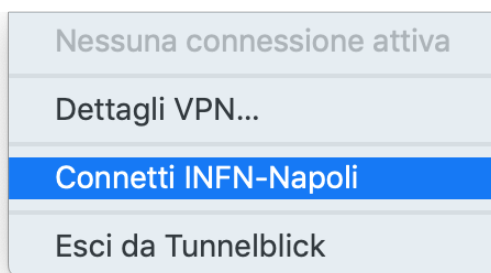 Nessuna connessione attiva
Dettagli VPN...
Connetti INFN-Napoli
Esci da Tunnelblick